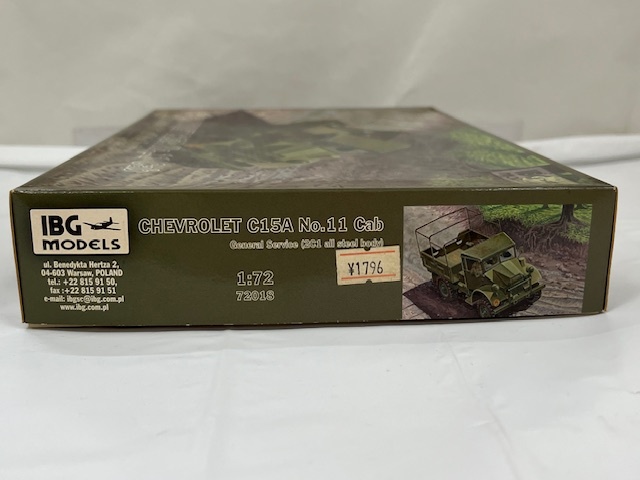 IBG
MODELS
ul. Benedykta Hertza 2,
04-603 Warsaw, POLAND
tel.: +22 815 91 50,
fax :+22 815 91 51
e-mail: ibgsc@ibg.com.pl
www.ibg.com.pl
CHEVROLET C15A No.11 Cab
General Service (2C1 all steel body)
1:72
72018
¥1796